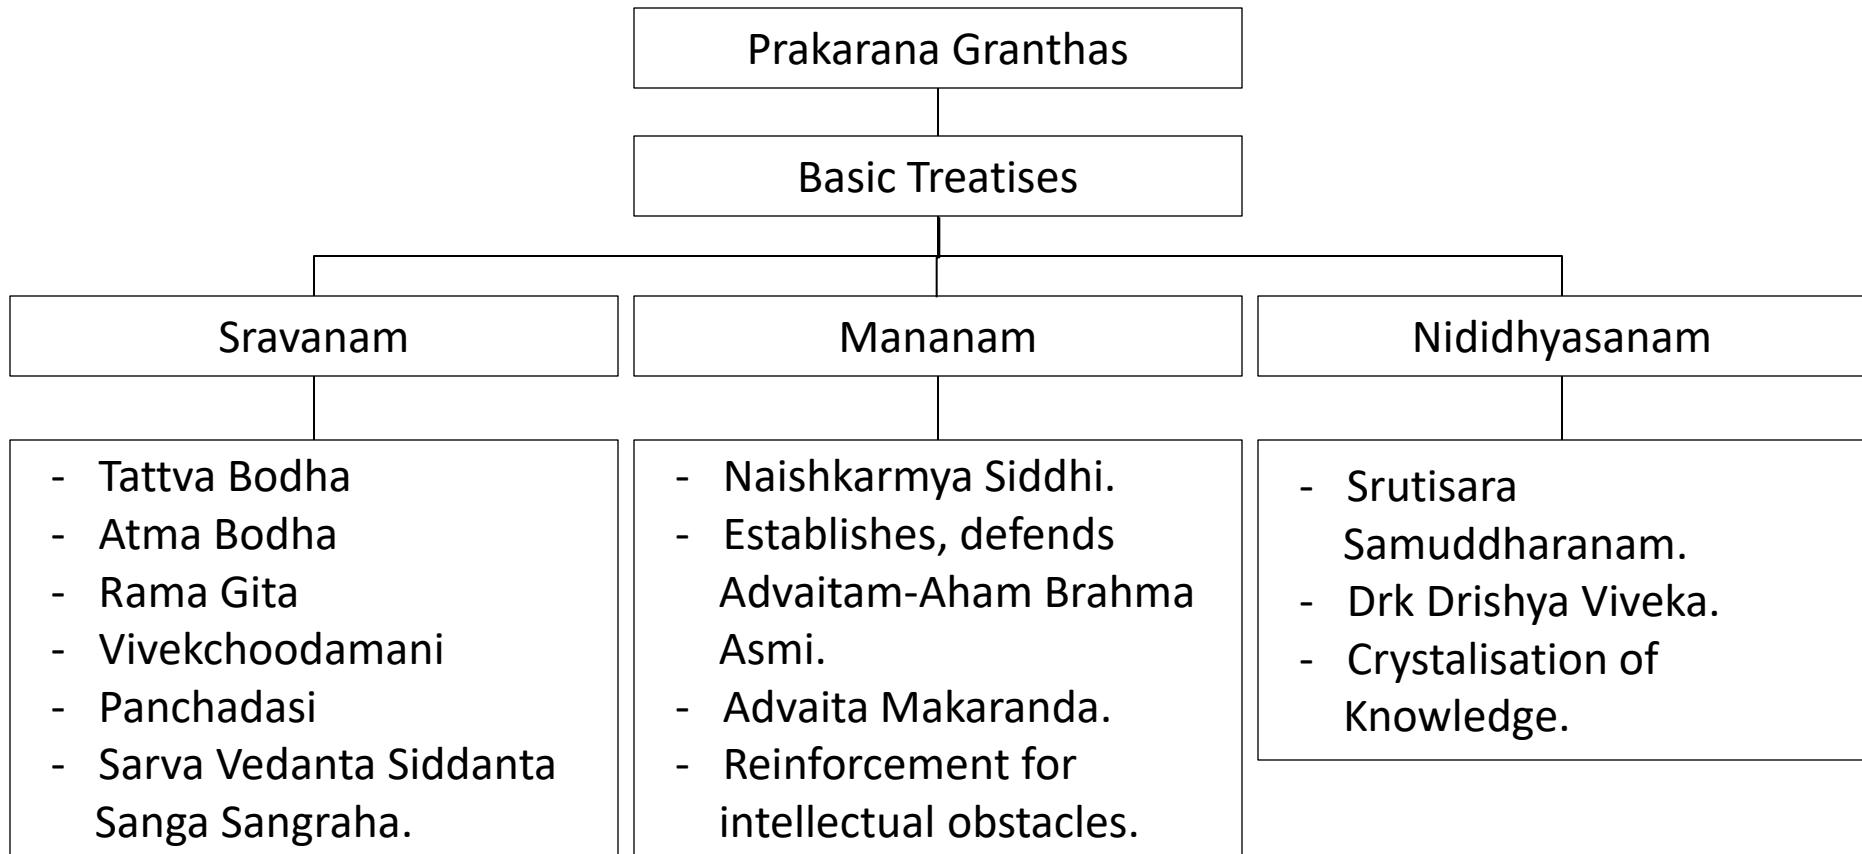 Prakarana Granthas
Basic Treatises
Sravanam
Mananam
Nididhyasanam
- Tattva Bodha
- Atma Bodha
- Rama Gita
- Vivekchoodamani
- Panchadasi
- Sarva Vedanta Siddanta
Sanga Sangraha.
- Naishkarmya Siddhi.
- Establishes, defends
Advaitam-Aham Brahma
Asmi.
- Advaita Makaranda.
- Reinforcement for
intellectual obstacles.
- Srutisara
Samuddharanam.
- Drk Drishya Viveka.
- Crystalisation of
Knowledge.